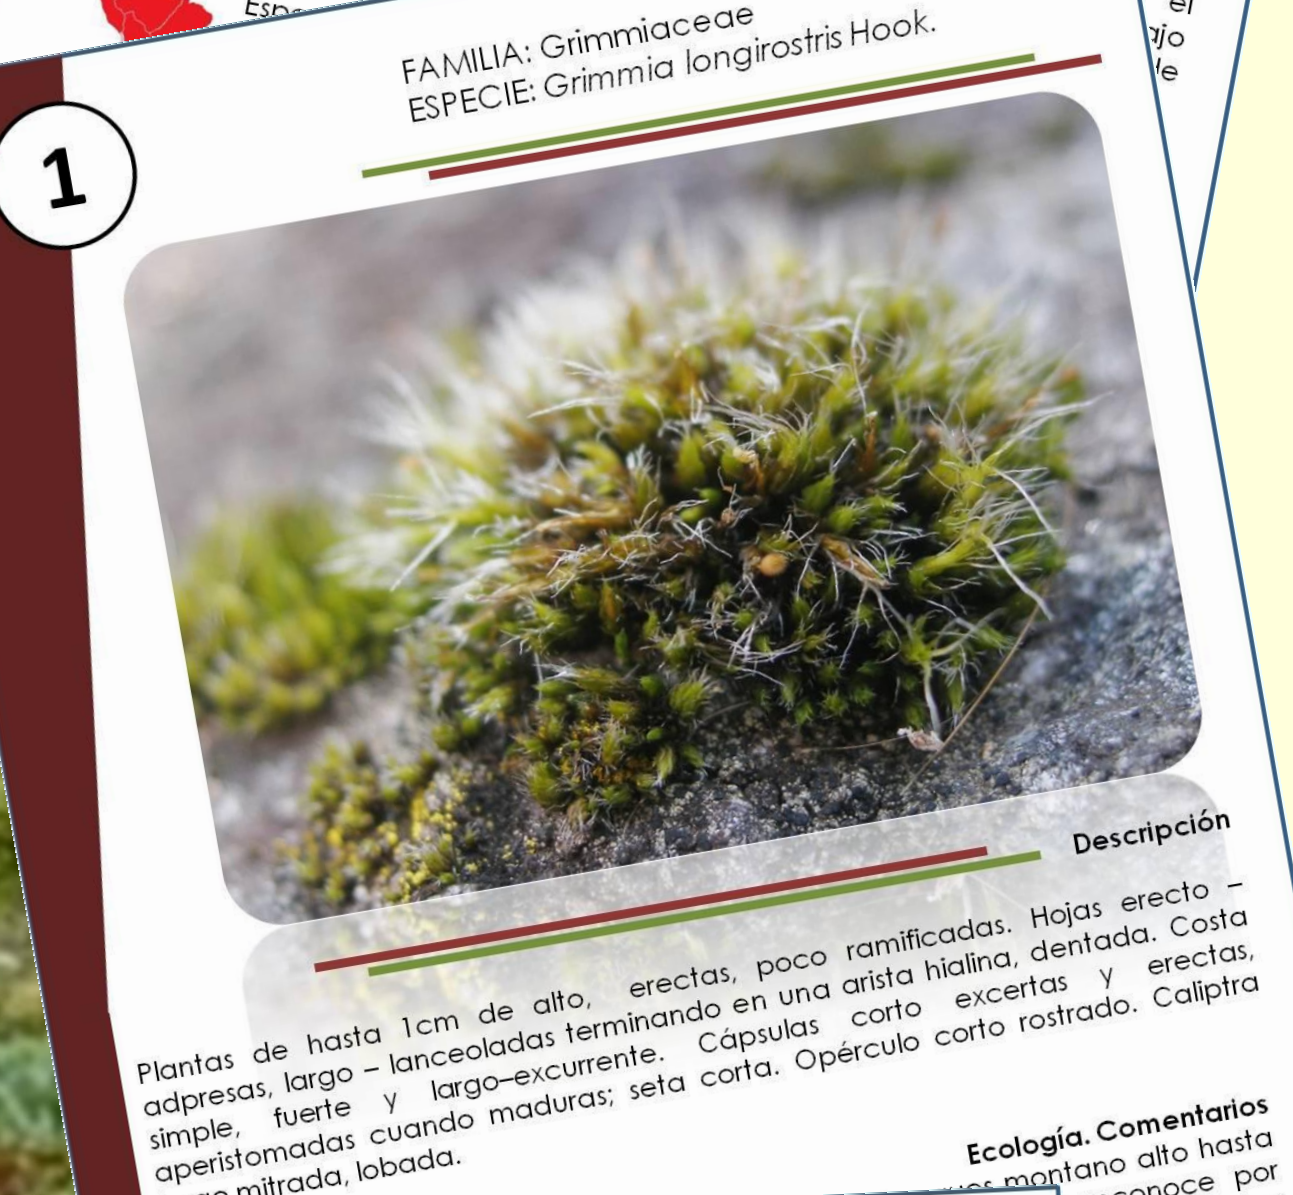 FAMILIA: Grimmiaceae
ESPECIE: Grimmia longirostris Hook.
el
1
Descripción
Plantas de hasta 1cm de alto, erectas, poco ramificadas. Hojas erecto –
adpresas, largo – lanceoladas terminando en una arista hialina, dentada. Costa
simple, fuerte y largo–excurrente. Cápsulas corto excertas y erectas,
aperistomadas cuando maduras; seta corta. Opérculo corto rostrado. Caliptra
mitrada, lobada.
Ecología. Comentarios
montano alto hasta
por